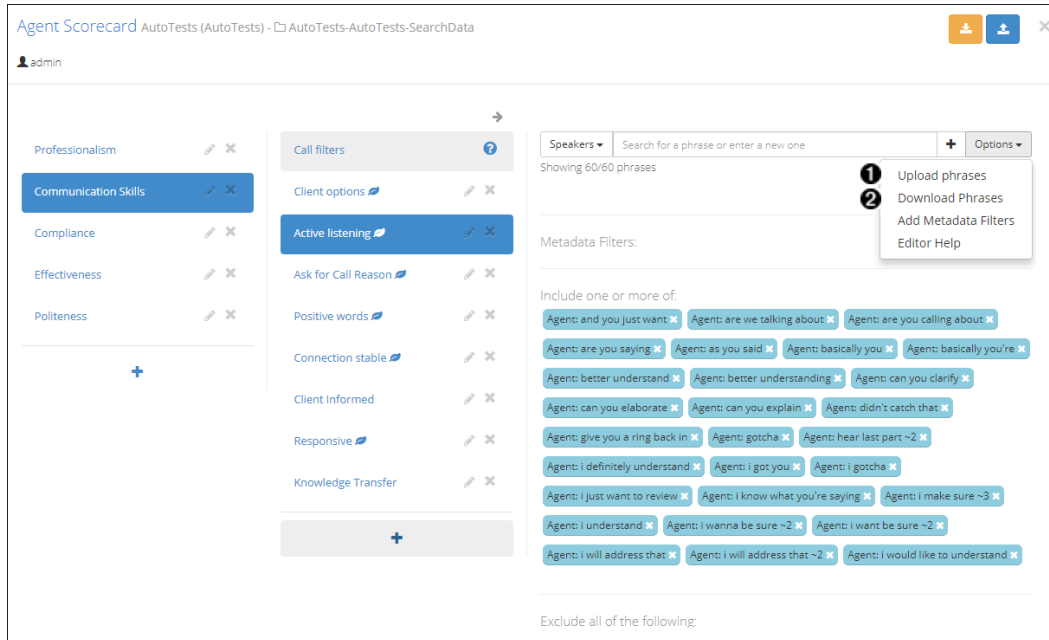 Agent Scorecard AutoTests (AutoTests) - AutoTests-AutoTests-SearchData
admin
Professionalism
Communication Skills
Compliance
Effectiveness
Politeness
Call filters
Client options
Active listening
Ask for Call Reason
Positive words
Connection stable
Client Informed
Responsive
Knowledge Transfer
Speakers Search for a phrase or enter a new one Options
Showing 60/60 phrases
1 Upload phrases
2 Download Phrases
Add Metadata Filters
Editor Help
Metadata Filters:
Include one or more of:
Agent: and you just want Agent: are we talking about Agent: are you calling about
Agent: are you saying Agent: as you said Agent: basically you Agent: basically you're
Agent: better understand Agent: better understanding Agent: can you clarify
Agent: can you elaborate Agent: can you explain Agent: didn't catch that
Agent: give you a ring back in Agent: gotcha Agent: hear last part ~2
Agent: i definitely understand Agent: i got you Agent: i gotcha
Agent: i just want to review Agent: i know what you're saying Agent: i make sure ~3
Agent: i understand Agent: i wanna be sure ~2 Agent: i want be sure ~2
Agent: i will address that Agent: i will address that ~2 Agent: i would like to understand
Exclude all of the following: